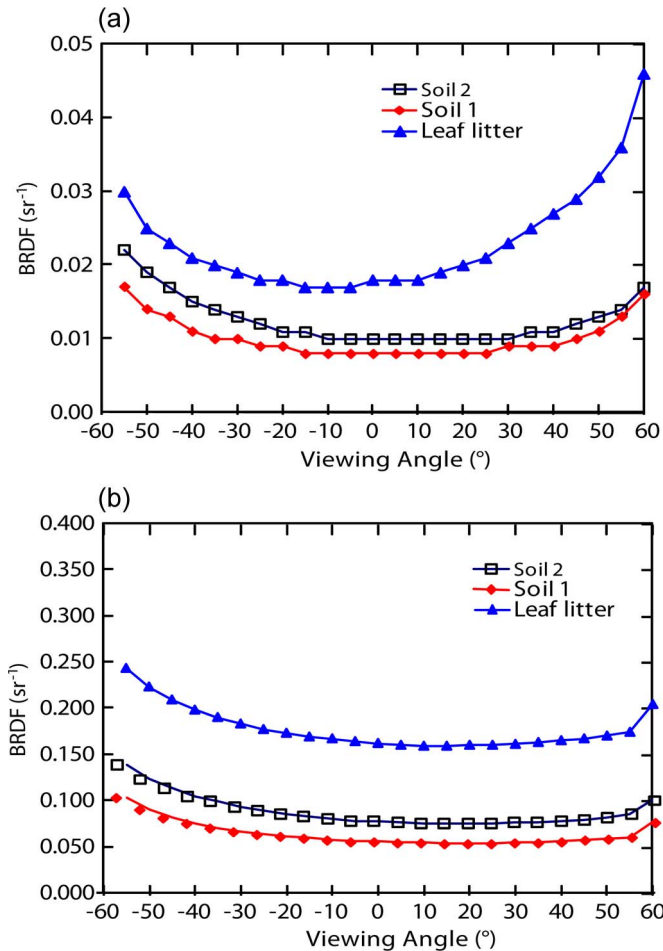 (a)
0.05
0.04
0.03
0.02
0.01
0.00
BRDF (sr⁻¹)
Soil 2
Soil 1
Leaf litter
-60 -50 -40 -30 -20 -10 0 10 20 30 40 50 60
Viewing Angle (°)
(b)
0.400
0.350
0.300
0.250
0.200
0.150
0.100
0.050
0.000
BRDF (sr⁻¹)
Soil 2
Soil 1
Leaf litter
-60 -50 -40 -30 -20 -10 0 10 20 30 40 50 60
Viewing Angle (°)